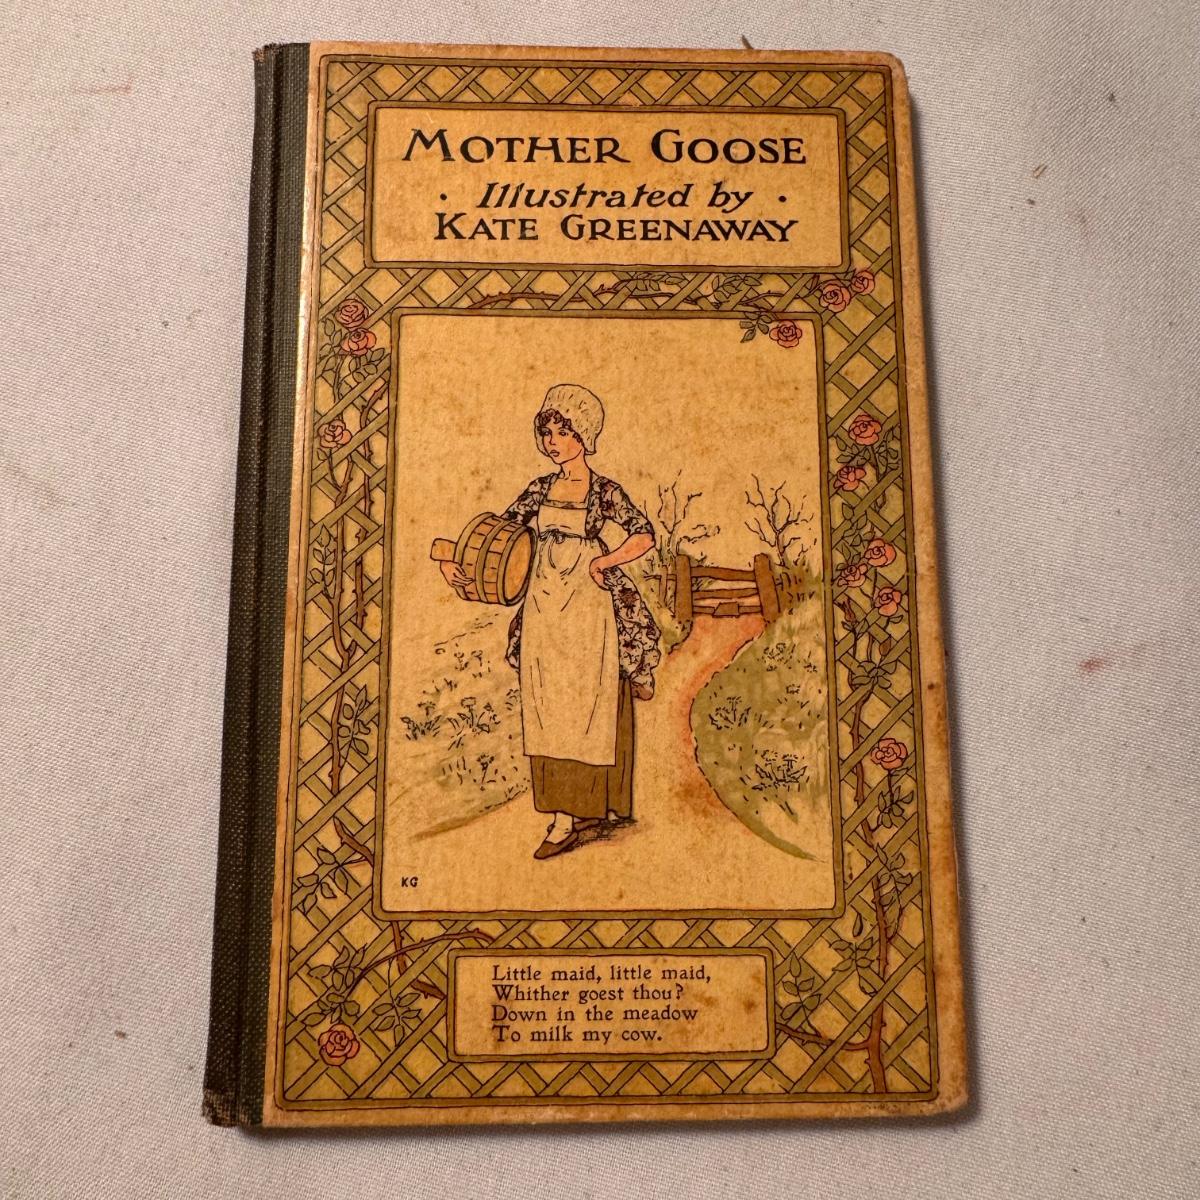 MOTHER GOOSE
· Illustrated by ·
KATE GREENAWAY
KG
Little maid, little maid,
Whither goest thou?
Down in the meadow
To milk my cow.